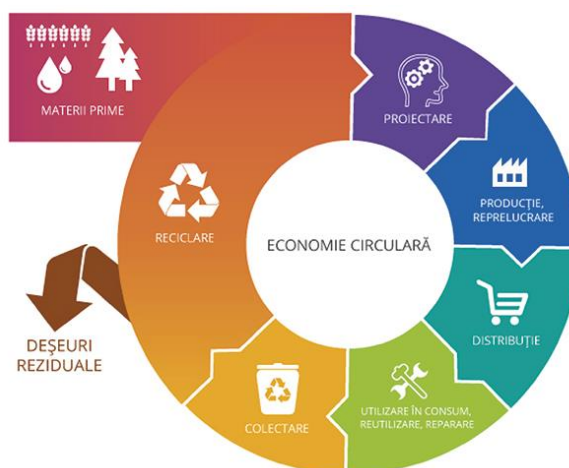 MATERII PRIME
PROIECTARE
PRODUCȚIE,
REPRELUCRARE
DISTRIBUȚIE
UTILIZARE ÎN CONSUM,
REUTILIZARE, REPARARE
COLECTARE
RECICLARE
ECONOMIE CIRCULARĂ
DEȘEURI
REZIDUALE